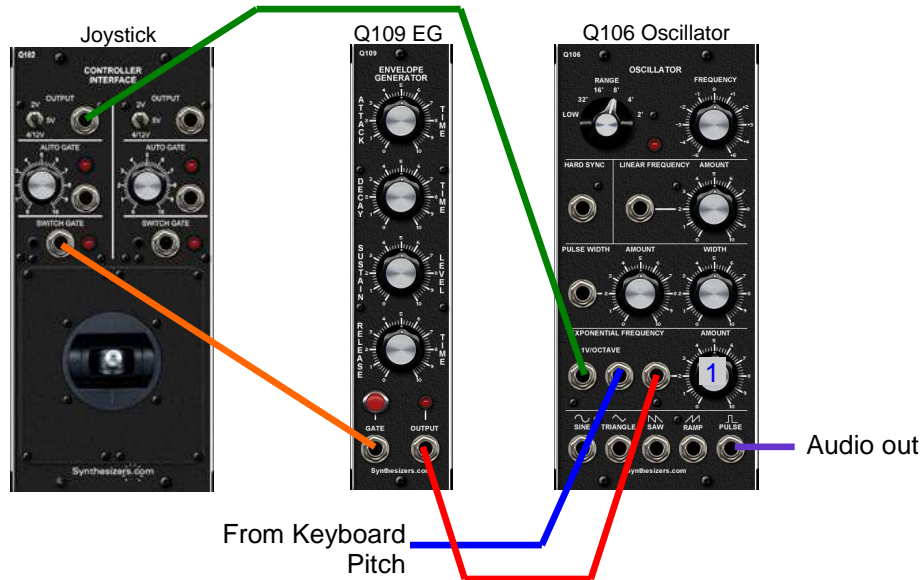 Joystick
Q109 EG
Q106 Oscillator
Q182
CONTROLLER
INTERFACE
OUTPUT
2V
5V
4/12V
OUTPUT
2V
5V
4/12V
AUTO GATE
AUTO GATE
SWITCH GATE
SWITCH GATE
Synthesizers.com
Q109
ENVELOPE
GENERATOR
ATTACK
TIME
DECAY
TIME
SUSTAIN
LEVEL
RELEASE
TIME
GATE
OUTPUT
Synthesizers.com
Q106
OSCILLATOR
RANGE
FREQUENCY
16' 8'
32' 4'
LOW 2'
HARD SYNC
LINEAR FREQUENCY
AMOUNT
PULSE WIDTH
AMOUNT
WIDTH
EXPONENTIAL FREQUENCY
AMOUNT
1V/OCTAVE
1
SINE
TRIANGLE
SAW
RAMP
PULSE
Synthesizers.com
Audio out
From Keyboard
Pitch